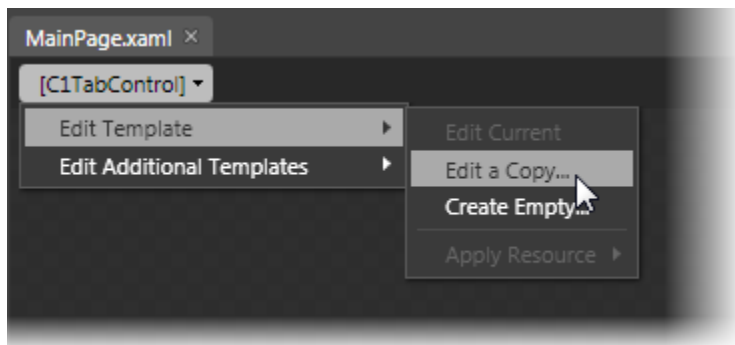 MainPage.xaml ×
[C1TabControl]
Edit Template
Edit Additional Templates
Edit Current
Edit a Copy...
Create Empty...
Apply Resource